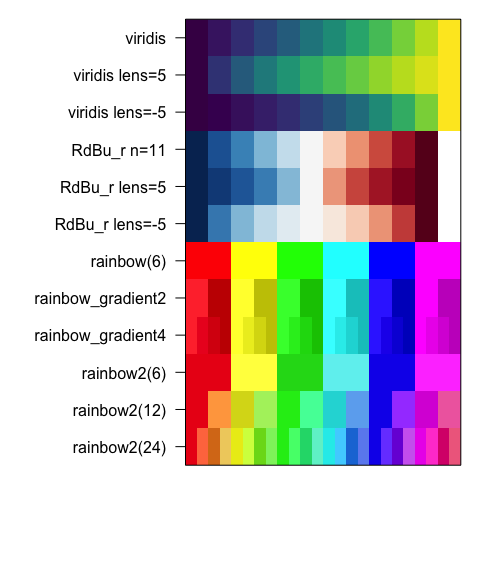 viridis
viridis lens=5
viridis lens=-5
RdBu_r n=11
RdBu_r lens=5
RdBu_r lens=-5
rainbow(6)
rainbow_gradient2
rainbow_gradient4
rainbow2(6)
rainbow2(12)
rainbow2(24)